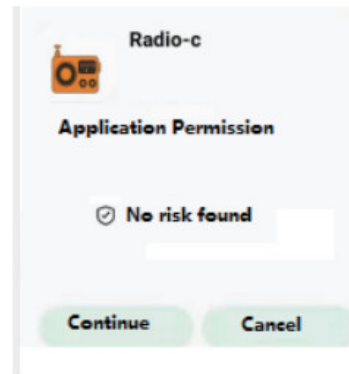 Radio-c
Application Permission
No risk found
Continue Cancel